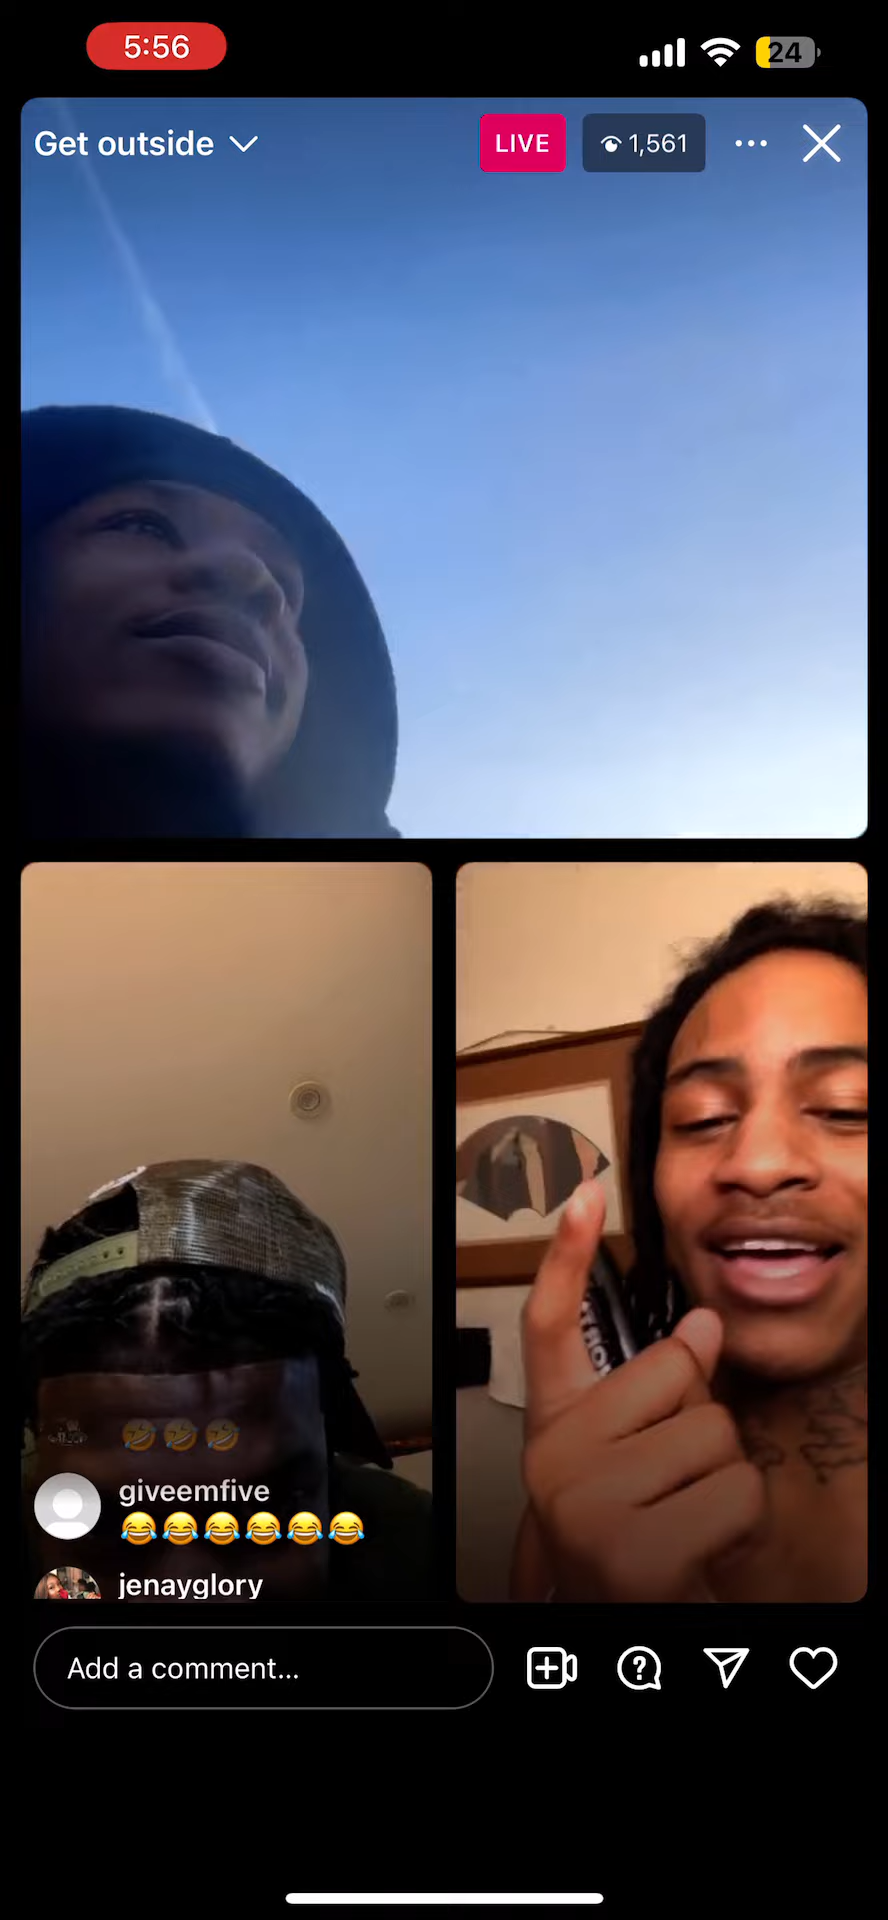 5:56
24
Get outside
LIVE
1,561
🤣🤣🤣
giveemfive
😂😂😂😂😂😂
jenayglory
Add a comment...